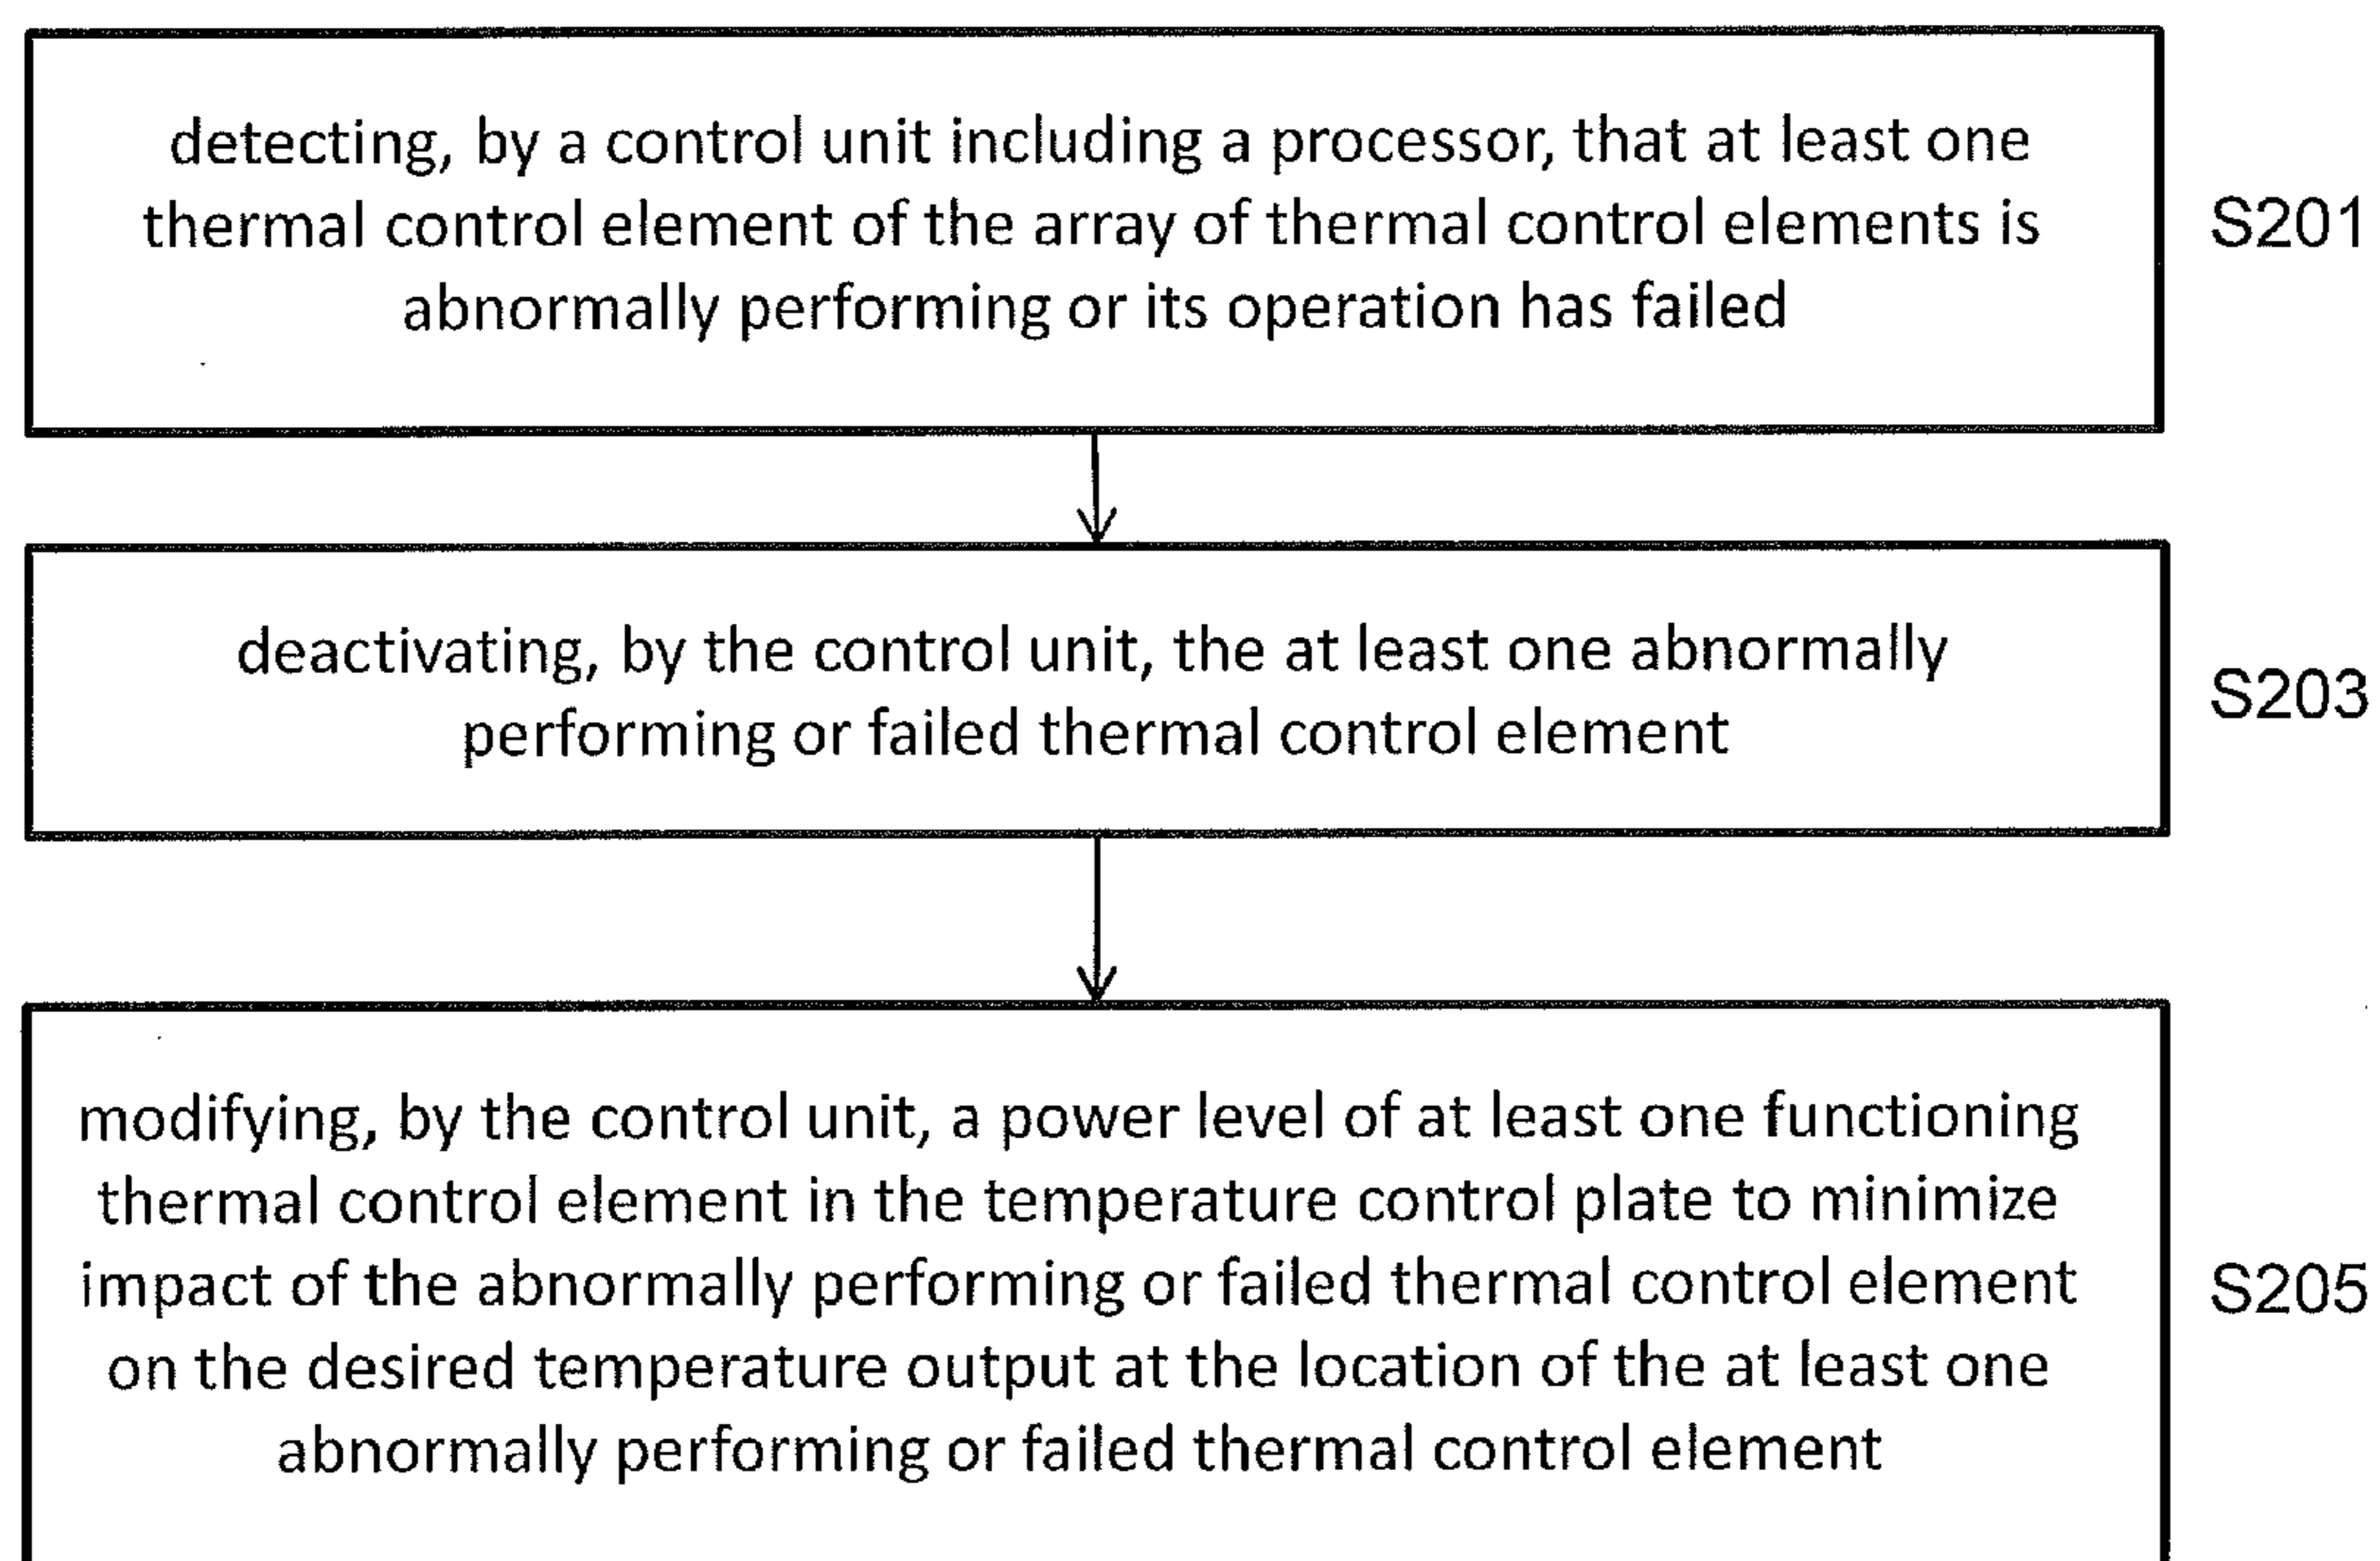 detecting, by a control unit including a processor, that at least one
thermal control element of the array of thermal control elements is
abnormally performing or its operation has failed
S201
deactivating, by the control unit, the at least one abnormally
performing or failed thermal control element
S203
modifying, by the control unit, a power level of at least one functioning
thermal control element in the temperature control plate to minimize
impact of the abnormally performing or failed thermal control element
on the desired temperature output at the location of the at least one
abnormally performing or failed thermal control element
S205